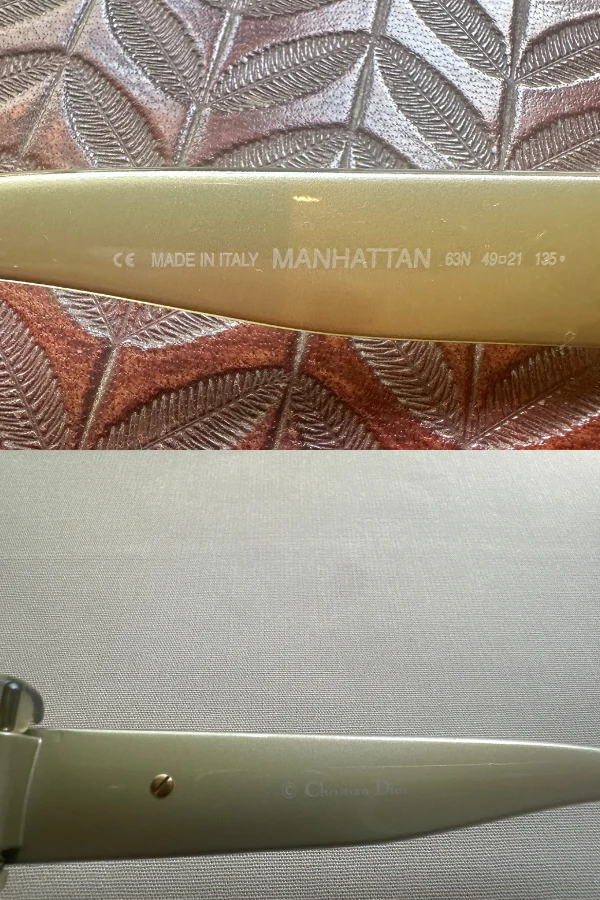 CE MADE IN ITALY MANHATTAN 63N 49□21 135
© Christian Dior